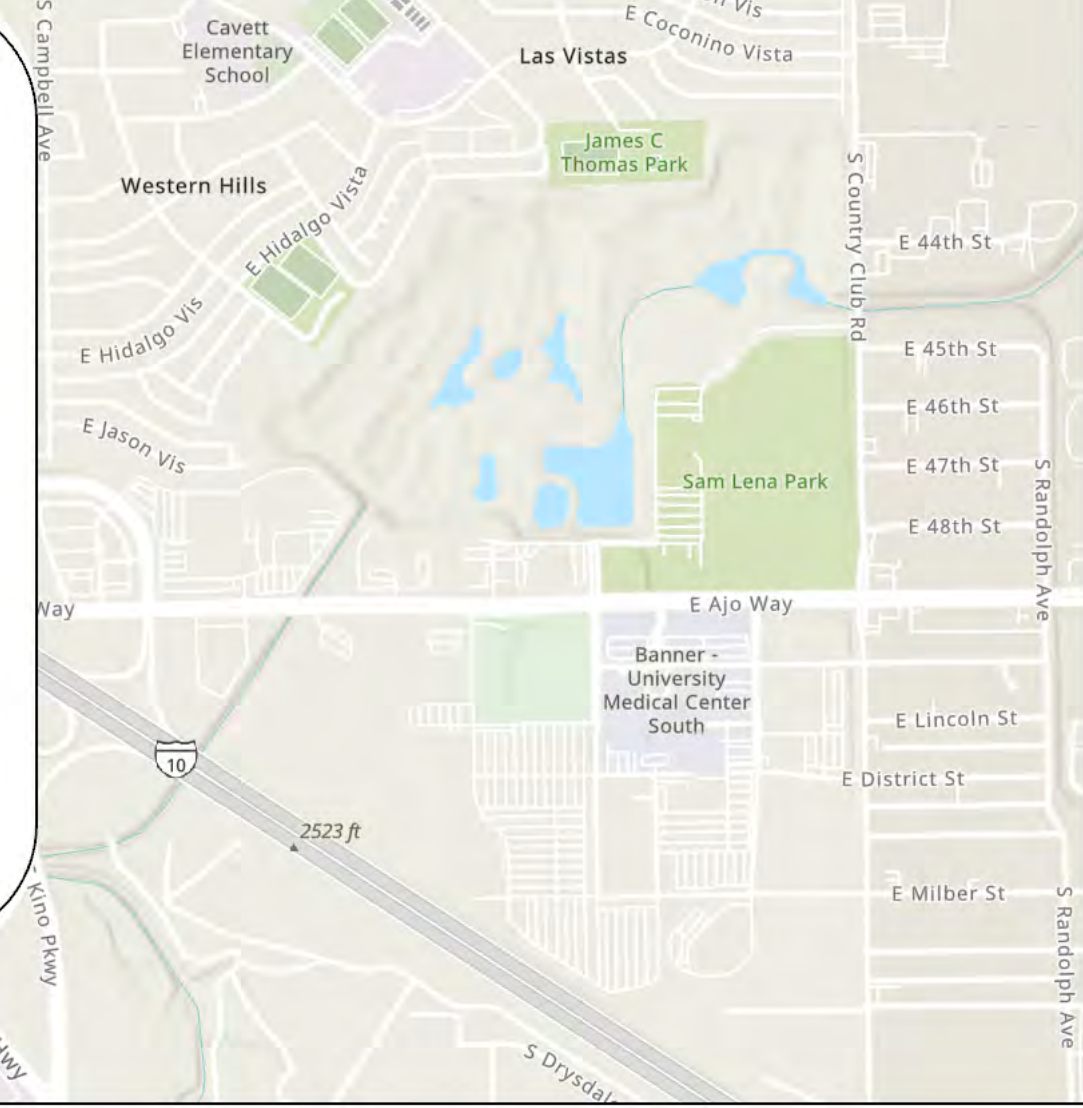 S Campbell Ave
Cavett
Elementary
School
Las Vistas
E Coconino Vista
James C
Thomas Park
Western Hills
E Hidalgo Vista
S Country Club Rd
E 44th St
E Hidalgo Vis
E 45th St
E 46th St
E Jason Vis
E 47th St
Sam Lena Park
S Randolph Ave
E 48th St
Way
E Ajo Way
Banner -
University
Medical Center
South
E Lincoln St
10
E District St
2523 ft
- Kino Pkwy
E Milber St
S Randolph Ave
Hwy